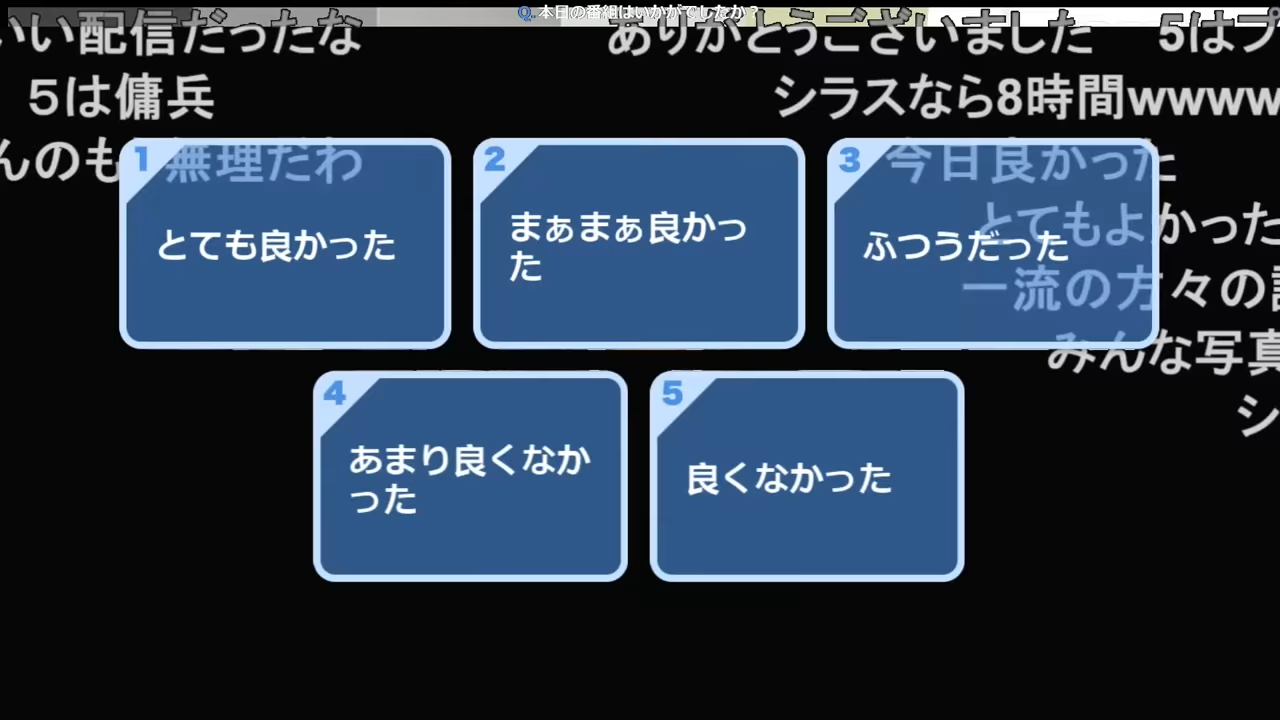 Q. 本日の番組はいかがでしたか?
いい配信だったな
ありがとうございました
5はプ
5は傭兵
シラスなら8時間wwww
んのも
無理だわ
今日良かった
とてもよかった
一流の方々の
みんな写真
シ
1
とても良かった
2
まぁまぁ良かっ
た
3
ふつうだった
4
あまり良くなか
った
5
良くなかった